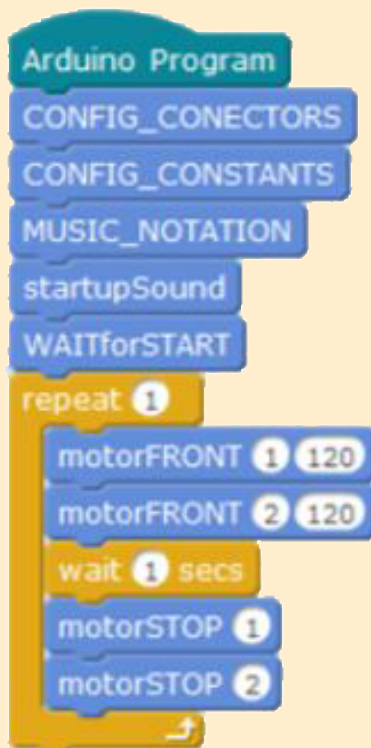 Arduino Program
CONFIG_CONECTORS
CONFIG_CONSTANTS
MUSIC_NOTATION
startupSound
WAITforSTART
repeat 1
motorFRONT 1 120
motorFRONT 2 120
wait 1 secs
motorSTOP 1
motorSTOP 2